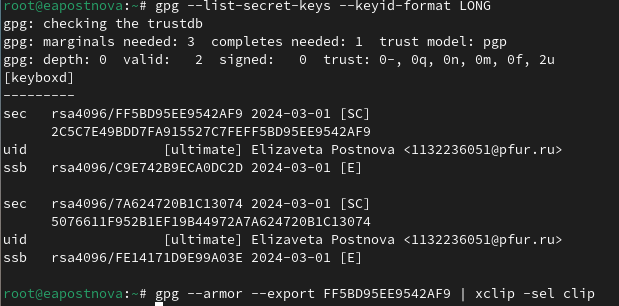 root@eapostnova:~# gpg --list-secret-keys --keyid-format LONG
gpg: checking the trustdb
gpg: marginals needed: 3  completes needed: 1  trust model: pgp
gpg: depth: 0  valid:   2  signed:   0  trust: 0-, 0q, 0n, 0m, 0f, 2u
[keyboxd]
---------
sec   rsa4096/FF5BD95EE9542AF9 2024-03-01 [SC]
      2C5C7E49BDD7FA915527C7FEFF5BD95EE9542AF9
uid                 [ultimate] Elizaveta Postnova <1132236051@pfur.ru>
ssb   rsa4096/C9E742B9ECA0DC2D 2024-03-01 [E]
sec   rsa4096/7A624720B1C13074 2024-03-01 [SC]
      5076611F952B1EF19B44972A7A624720B1C13074
uid                 [ultimate] Elizaveta Postnova <1132236051@pfur.ru>
ssb   rsa4096/FE14171D9E99A03E 2024-03-01 [E]
root@eapostnova:~# gpg --armor --export FF5BD95EE9542AF9 | xclip -sel clip